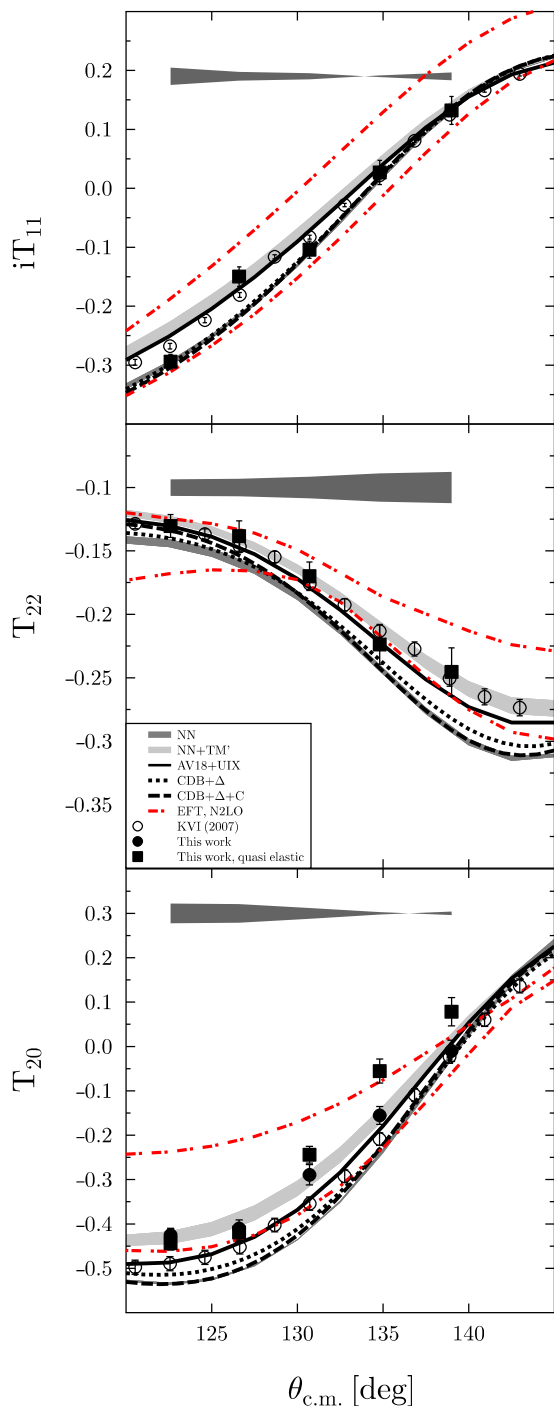 0.2
0.1
0.0
−0.1
−0.2
−0.3
iT11
−0.1
−0.15
−0.2
−0.25
−0.3
−0.35
T22
NN
NN+TM'
AV18+UIX
CDB+Δ
CDB+Δ+C
EFT, N2LO
KVI (2007)
This work
This work, quasi elastic
0.3
0.2
0.1
0.0
−0.1
−0.2
−0.3
−0.4
−0.5
T20
125 130 135 140
θc.m. [deg]